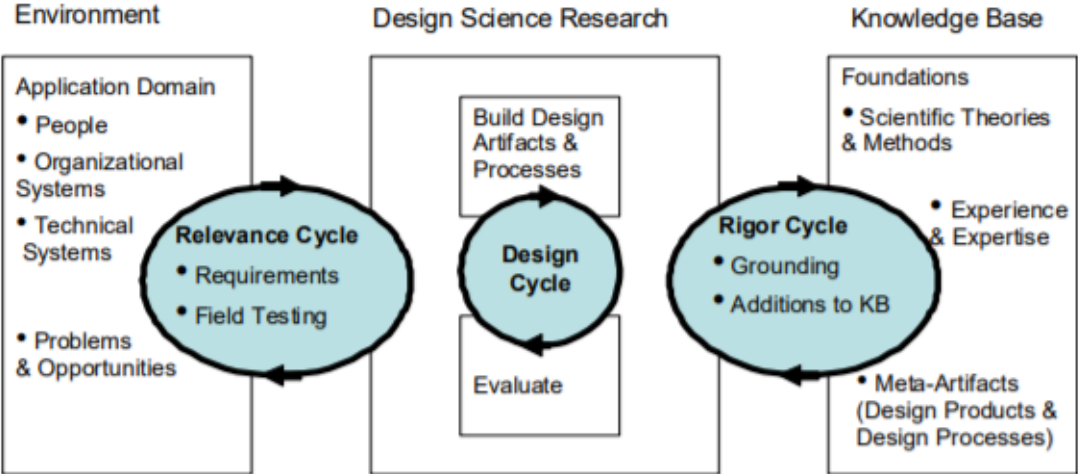 Environment
Design Science Research
Knowledge Base
Application Domain
• People
• Organizational
Systems
• Technical
Systems
• Problems
& Opportunities
Relevance Cycle
• Requirements
• Field Testing
Build Design
Artifacts &
Processes
Design
Cycle
Evaluate
Rigor Cycle
• Grounding
• Additions to KB
Foundations
• Scientific Theories
& Methods
• Experience
& Expertise
• Meta-Artifacts
(Design Products &
Design Processes)